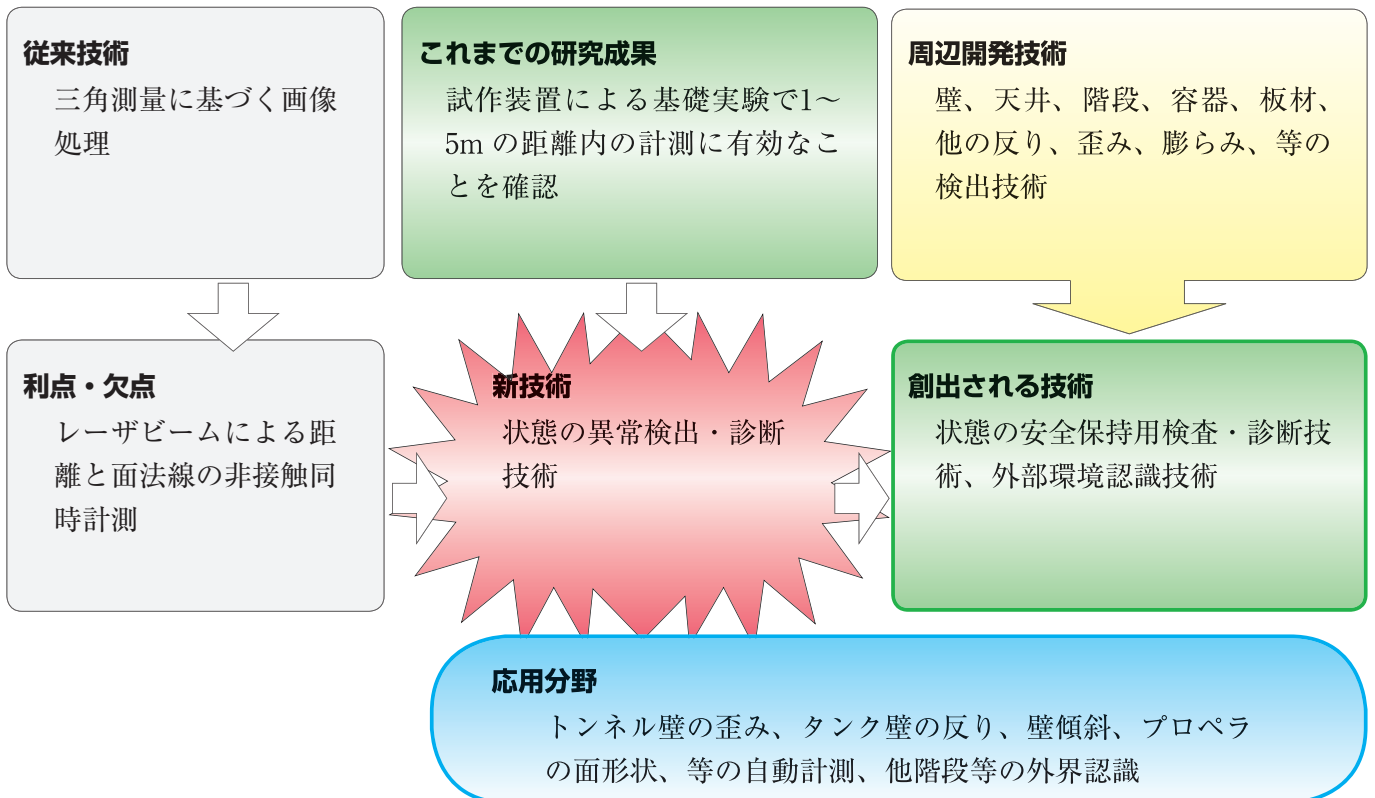 従来技術
三角測量に基づく画像
処理
これまでの研究成果
試作装置による基礎実験で1〜
5m の距離内の計測に有効なこ
とを確認
周辺開発技術
壁、天井、階段、容器、板材、
他の反り、歪み、膨らみ、等の
検出技術
利点・欠点
レーザビームによる距
離と面法線の非接触同
時計測
新技術
状態の異常検出・診断
技術
創出される技術
状態の安全保持用検査・診断技
術、外部環境認識技術
応用分野
トンネル壁の歪み、タンク壁の反り、壁傾斜、プロペラ
の面形状、等の自動計測、他階段等の外界認識